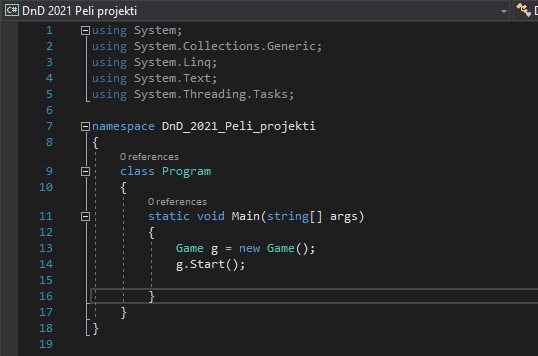 C# DnD 2021 Peli projekti
1 using System;
2 using System.Collections.Generic;
3 using System.Linq;
4 using System.Text;
5 using System.Threading.Tasks;
6
7 namespace DnD_2021_Peli_projekti
8 {
0 references
9 class Program
10 {
0 references
11 static void Main(string[] args)
12 {
13 Game g = new Game();
14 g.Start();
15
16 }
17 }
18 }
19